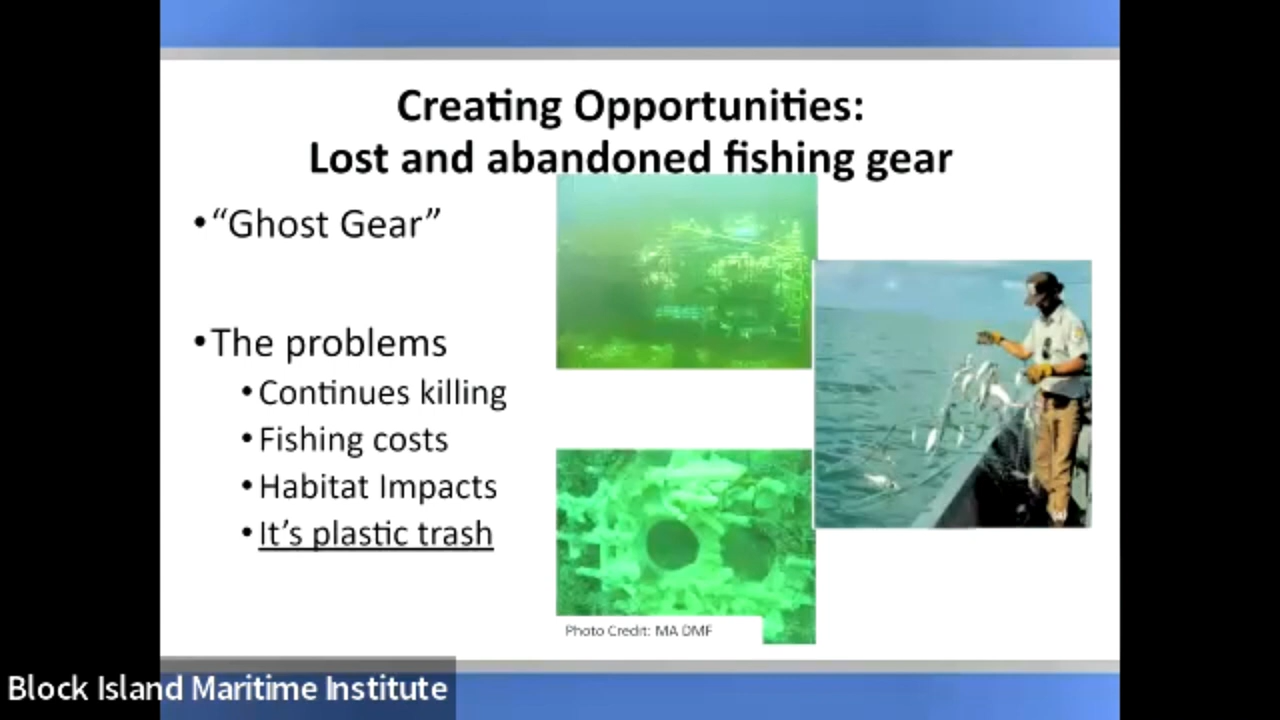 Creating Opportunities:
Lost and abandoned fishing gear
•“Ghost Gear”
•The problems
•Continues killing
•Fishing costs
•Habitat Impacts
•It’s plastic trash
Photo Credit: MA DMF
Block Island Maritime Institute